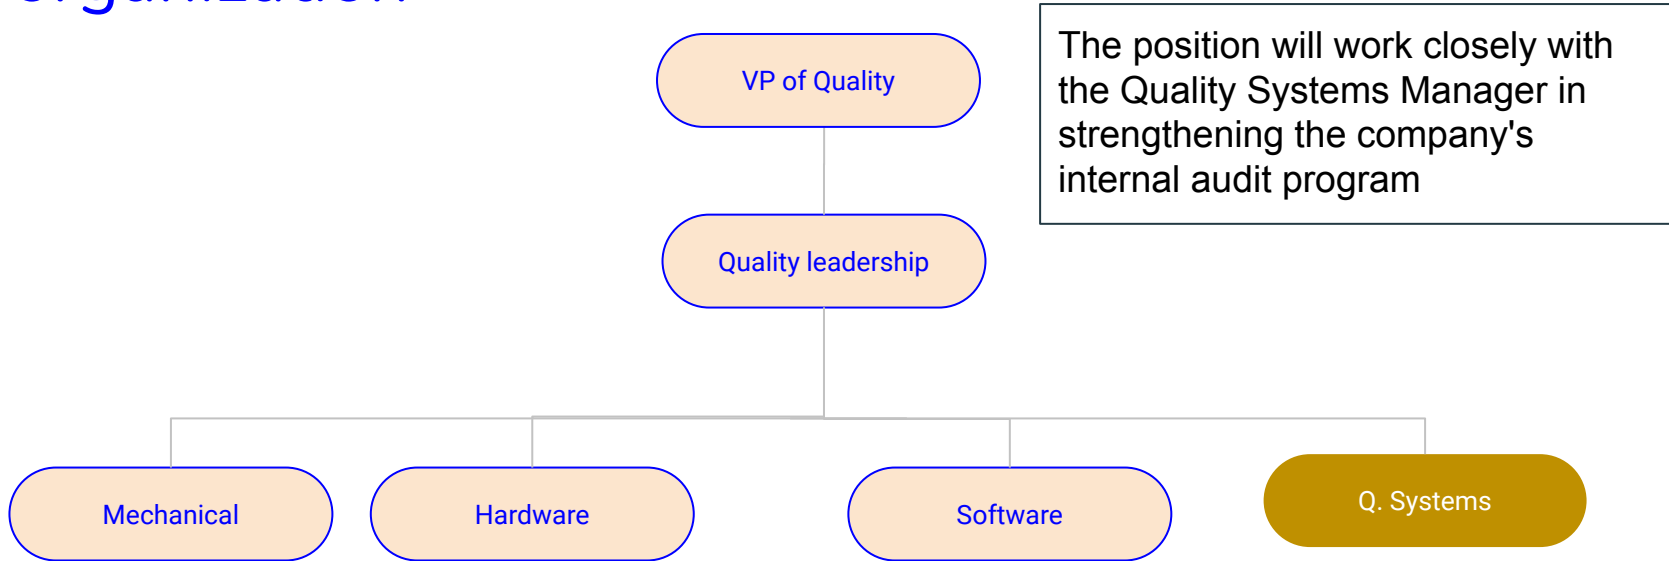 VP of Quality
The position will work closely with
the Quality Systems Manager in
strengthening the company's
internal audit program
Quality leadership
Mechanical
Hardware
Software
Q. Systems